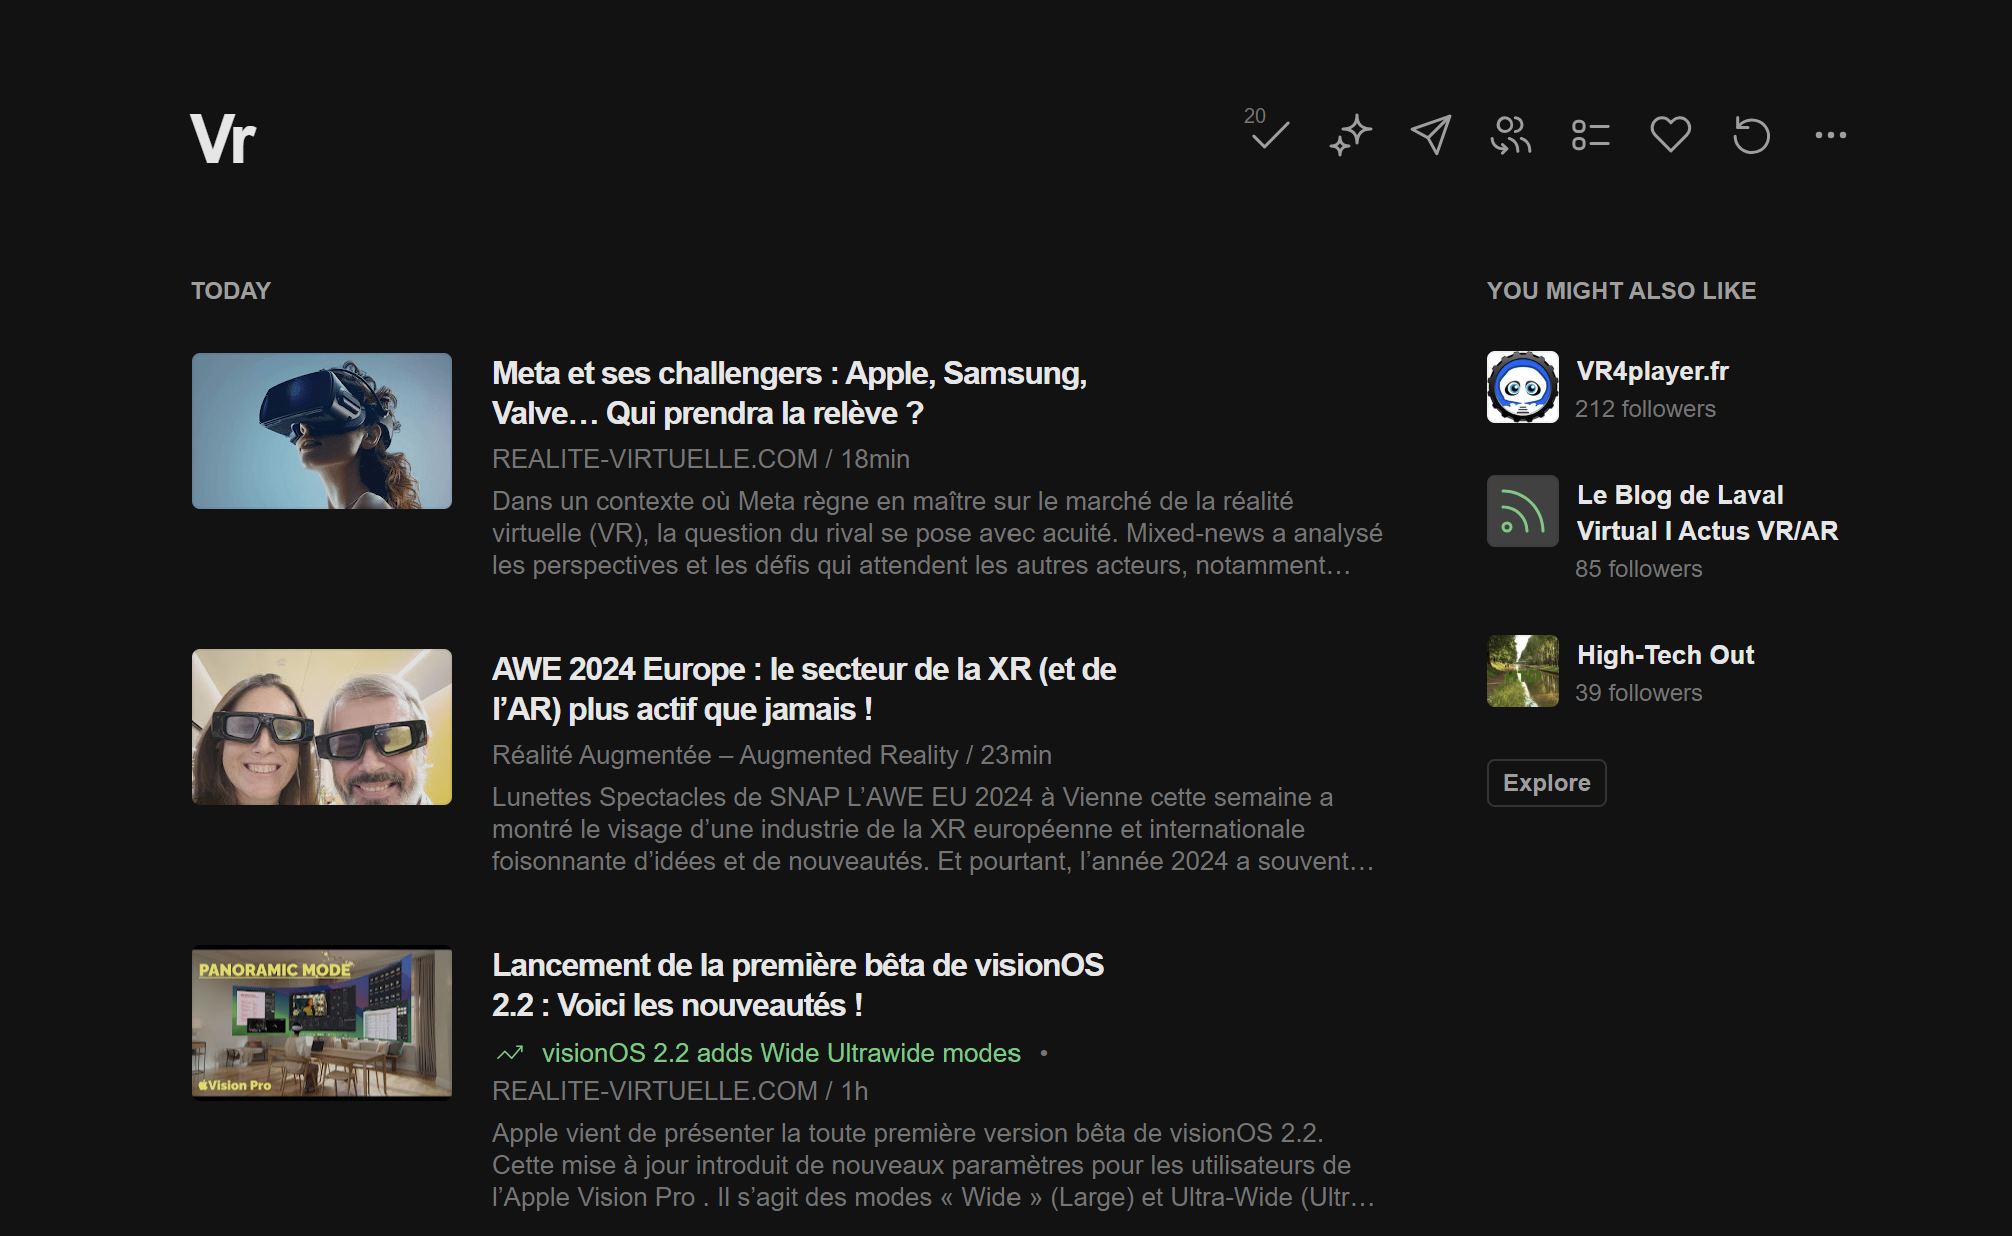 Vr
20
TODAY
Meta et ses challengers : Apple, Samsung,
Valve… Qui prendra la relève ?
REALITE-VIRTUELLE.COM / 18min
Dans un contexte où Meta règne en maître sur le marché de la réalité
virtuelle (VR), la question du rival se pose avec acuité. Mixed-news a analysé
les perspectives et les défis qui attendent les autres acteurs, notamment…
AWE 2024 Europe : le secteur de la XR (et de
l’AR) plus actif que jamais !
Réalité Augmentée – Augmented Reality / 23min
Lunettes Spectacles de SNAP L’AWE EU 2024 à Vienne cette semaine a
montré le visage d’une industrie de la XR européenne et internationale
foisonnante d’idées et de nouveautés. Et pourtant, l’année 2024 a souvent…
PANORAMIC MODE
Vision Pro
Lancement de la première bêta de visionOS
2.2 : Voici les nouveautés !
visionOS 2.2 adds Wide Ultrawide modes •
REALITE-VIRTUELLE.COM / 1h
Apple vient de présenter la toute première version bêta de visionOS 2.2.
Cette mise à jour introduit de nouveaux paramètres pour les utilisateurs de
l’Apple Vision Pro . Il s’agit des modes « Wide » (Large) et Ultra-Wide (Ultr…
YOU MIGHT ALSO LIKE
VR4player.fr
212 followers
Le Blog de Laval
Virtual I Actus VR/AR
85 followers
High-Tech Out
39 followers
Explore